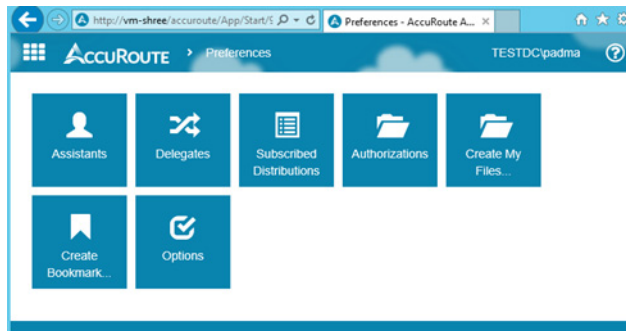 http://vm-shree/accuroute/App/Start/S
Preferences - AccuRoute A...
ACCUROUTE
Preferences
TESTDC\padma
Assistants
Delegates
Subscribed
Distributions
Authorizations
Create My
Files...
Create
Bookmark...
Options